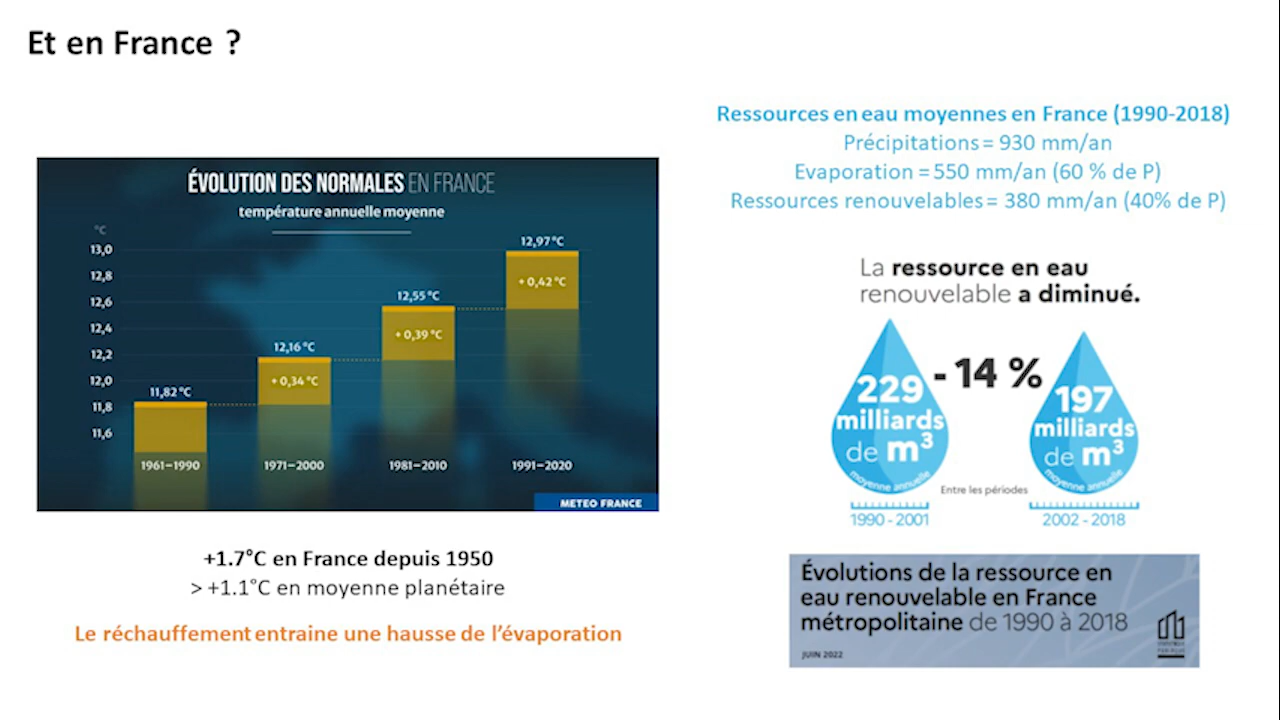 Et en France ?
ÉVOLUTION DES NORMALES EN FRANCE
température annuelle moyenne
°C
13,0
12,8
12,6
12,4
12,2
12,0
11,8
11,6
11,82 °C
12,16 °C
+ 0,34 °C
12,55 °C
+ 0,39 °C
12,97 °C
+ 0,42 °C
1961–1990
1971–2000
1981–2010
1991–2020
METEO FRANCE
+1.7°C en France depuis 1950
> +1.1°C en moyenne planétaire
Le réchauffement entraine une hausse de l’évaporation
Ressources en eau moyennes en France (1990-2018)
Précipitations = 930 mm/an
Evaporation = 550 mm/an (60 % de P)
Ressources renouvelables = 380 mm/an (40% de P)
La ressource en eau
renouvelable a diminué.
229
milliards
de m³
moyenne annuelle
1990 - 2001
- 14 %
Entre les périodes
197
milliards
de m³
moyenne annuelle
2002 - 2018
Évolutions de la ressource en
eau renouvelable en France
métropolitaine de 1990 à 2018
JUIN 2022